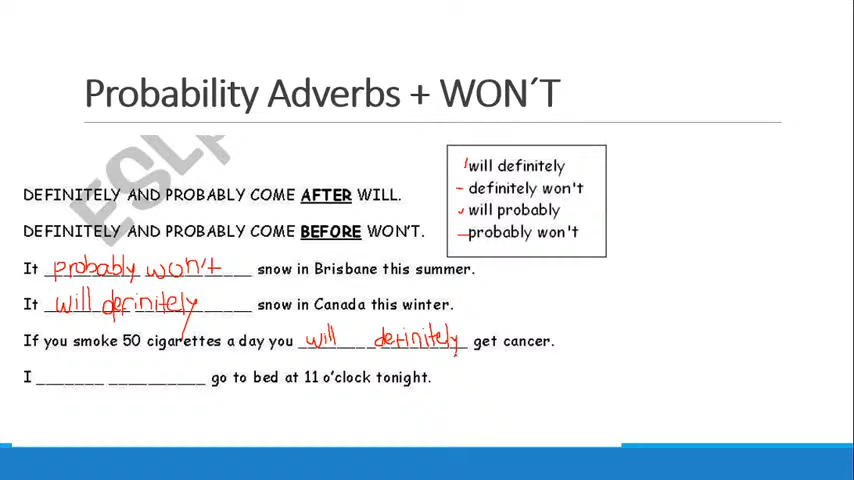 Probability Adverbs + WON´T
will definitely
definitely won't
will probably
probably won't
DEFINITELY AND PROBABLY COME AFTER WILL.
DEFINITELY AND PROBABLY COME BEFORE WON'T.
It probably won't snow in Brisbane this summer.
It will definitely snow in Canada this winter.
If you smoke 50 cigarettes a day you will definitely get cancer.
I _______ __________ go to bed at 11 o'clock tonight.